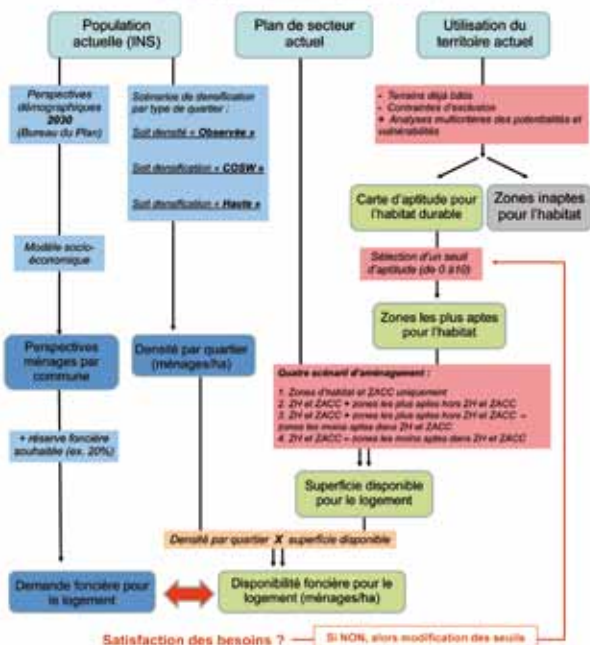 Population
actuelle (INS)
Plan de secteur
actuel
Utilisation du
territoire actuel
Perspectives
démographiques
2030
(Bureau du Plan)
Scénarios de densification
par type de quartier :
Soit densité « Observée »
Soit densification « COSW »
Soit densification « Haute »
- Terrains déjà bâtis
- Contraintes d'exclusion
+ Analyses multicritères des potentialités et
vulnérabilités
Carte d'aptitude pour
l'habitat durable
Zones inaptes
pour l'habitat
Modèle socio-
économique
Sélection d'un seuil
d'aptitude (de 0 à10)
Zones les plus aptes
pour l'habitat
Perspectives
ménages par
commune
Densité par quartier
(ménages/ha)
Quatre scénarii d'aménagement :
1. Zones d'habitat et ZACC uniquement
2. ZH et ZACC + zones les plus aptes hors ZH et ZACC
3. ZH et ZACC + zones les plus aptes hors ZH et ZACC –
zones les moins aptes dans ZH et ZACC
4. ZH et ZACC – zones les moins aptes dans ZH et ZACC
+ réserve foncière
souhaitée (ex. 20%)
Superficie disponible
pour le logement
Densité par quartier X superficie disponible
Demande foncière pour
le logement
Disponibilité foncière pour le
logement (ménages/ha)
Satisfaction des besoins ?
Si NON, alors modification des seuils